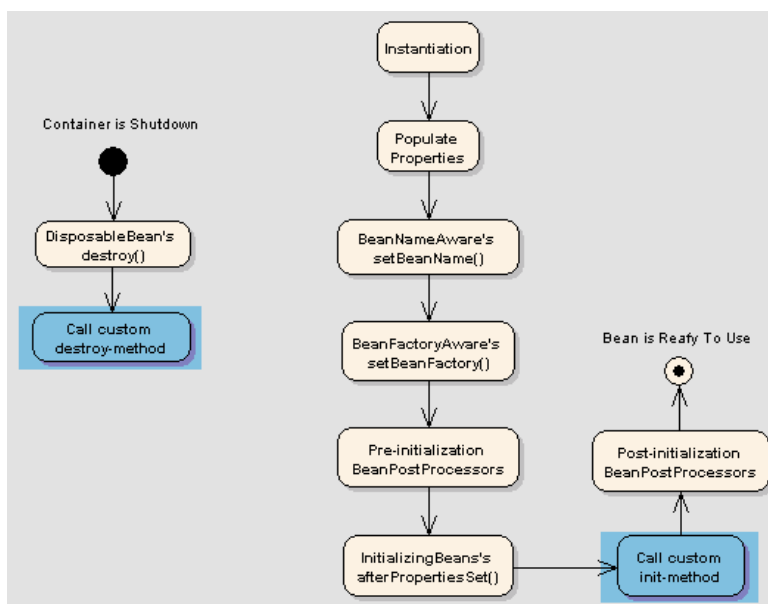 Container is Shutdown
DisposableBean's
destroy()
Call custom
destroy-method
Instantiation
Populate
Properties
BeanNameAware's
setBeanName()
BeanFactoryAware's
setBeanFactory()
Pre-initialization
BeanPostProcessors
InitializingBeans's
afterPropertiesSet()
Call custom
init-method
Post-initialization
BeanPostProcessors
Bean is Reafy To Use